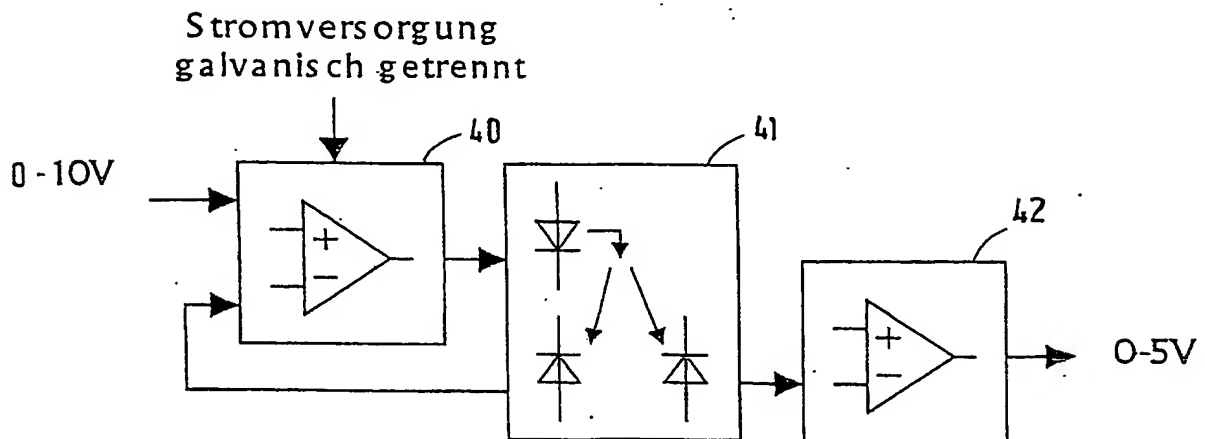 Stromversorgung
galvanisch getrennt
40
41
0-10V
42
+
−
+
−
0-5V